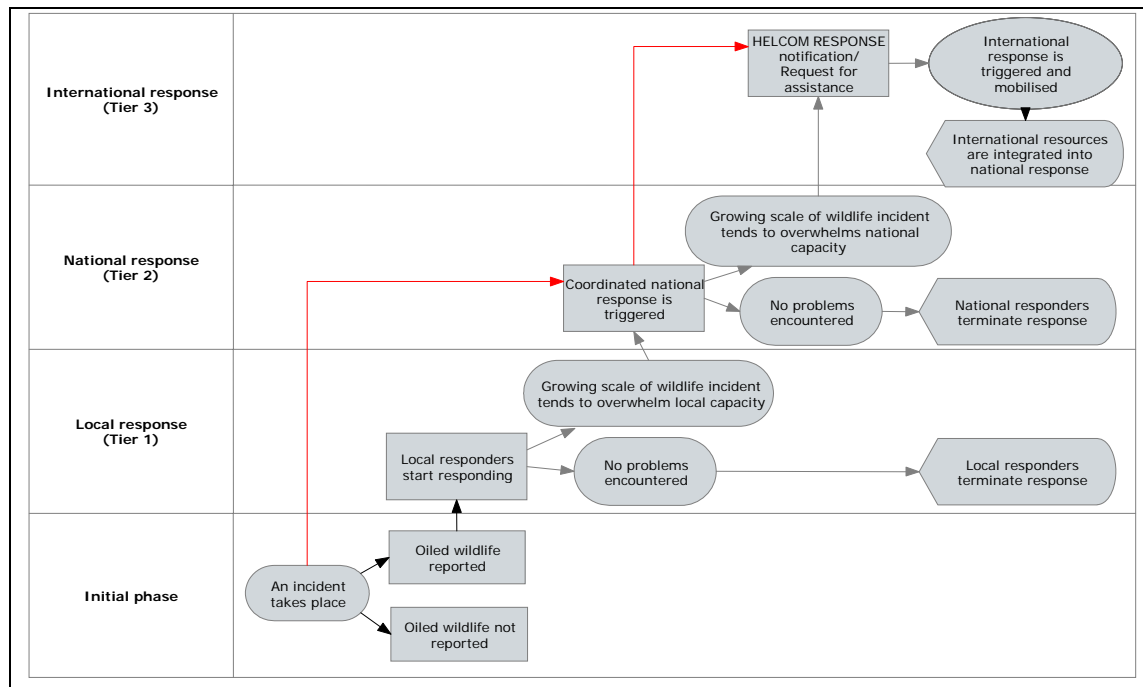 International response
(Tier 3)
HELCOM RESPONSE
notification/
Request for
assistance
International
response is
triggered and
mobilised
International resources
are integrated into
national response
National response
(Tier 2)
Growing scale of wildlife incident
tends to overwhelms national
capacity
Coordinated national
response is
triggered
No problems
encountered
National responders
terminate response
Local response
(Tier 1)
Growing scale of wildlife incident
tends to overwhelm local capacity
Local responders
start responding
No problems
encountered
Local responders
terminate response
Initial phase
An incident
takes place
Oiled wildlife
reported
Oiled wildlife not
reported